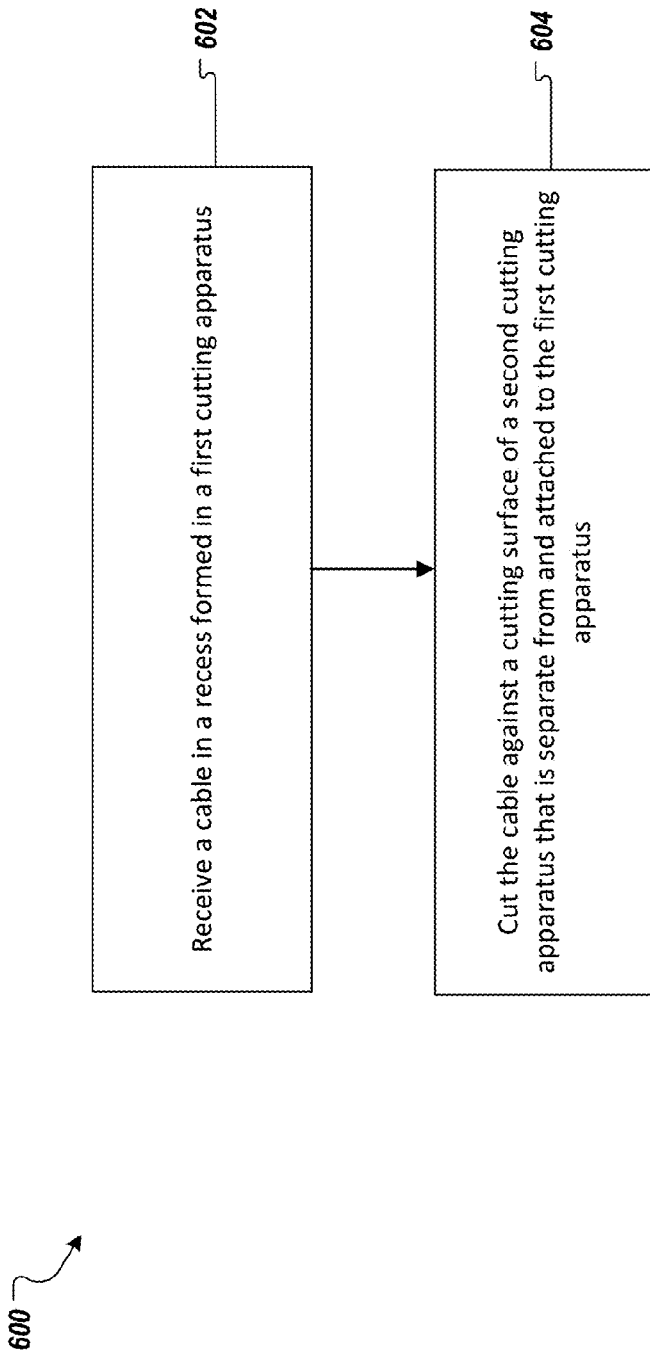 600
602
Receive a cable in a recess formed in a first cutting apparatus
604
Cut the cable against a cutting surface of a second cutting
apparatus that is separate from and attached to the first cutting
apparatus